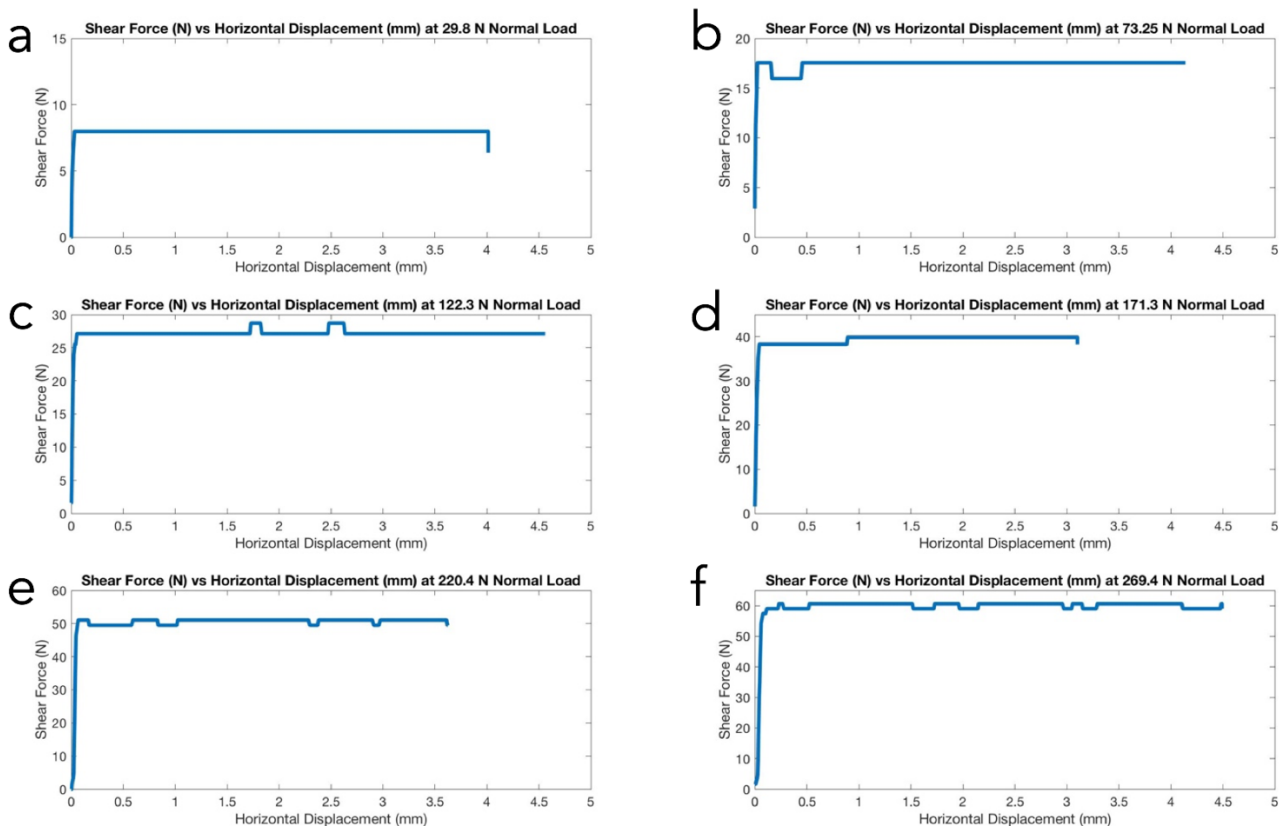 a
Shear Force (N) vs Horizontal Displacement (mm) at 29.8 N Normal Load
15
10
5
0
Shear Force (N)
0 0.5 1 1.5 2 2.5 3 3.5 4 4.5 5
Horizontal Displacement (mm)
b
Shear Force (N) vs Horizontal Displacement (mm) at 73.25 N Normal Load
20
15
10
5
0
Shear Force (N)
0 0.5 1 1.5 2 2.5 3 3.5 4 4.5 5
Horizontal Displacement (mm)
c
Shear Force (N) vs Horizontal Displacement (mm) at 122.3 N Normal Load
30
25
20
15
10
5
0
Shear Force (N)
0 0.5 1 1.5 2 2.5 3 3.5 4 4.5 5
Horizontal Displacement (mm)
d
Shear Force (N) vs Horizontal Displacement (mm) at 171.3 N Normal Load
40
30
20
10
0
Shear Force (N)
0 0.5 1 1.5 2 2.5 3 3.5 4 4.5 5
Horizontal Displacement (mm)
e
Shear Force (N) vs Horizontal Displacement (mm) at 220.4 N Normal Load
60
50
40
30
20
10
0
Shear Force (N)
0 0.5 1 1.5 2 2.5 3 3.5 4 4.5 5
Horizontal Displacement (mm)
f
Shear Force (N) vs Horizontal Displacement (mm) at 269.4 N Normal Load
60
50
40
30
20
10
0
Shear Force (N)
0 0.5 1 1.5 2 2.5 3 3.5 4 4.5 5
Horizontal Displacement (mm)